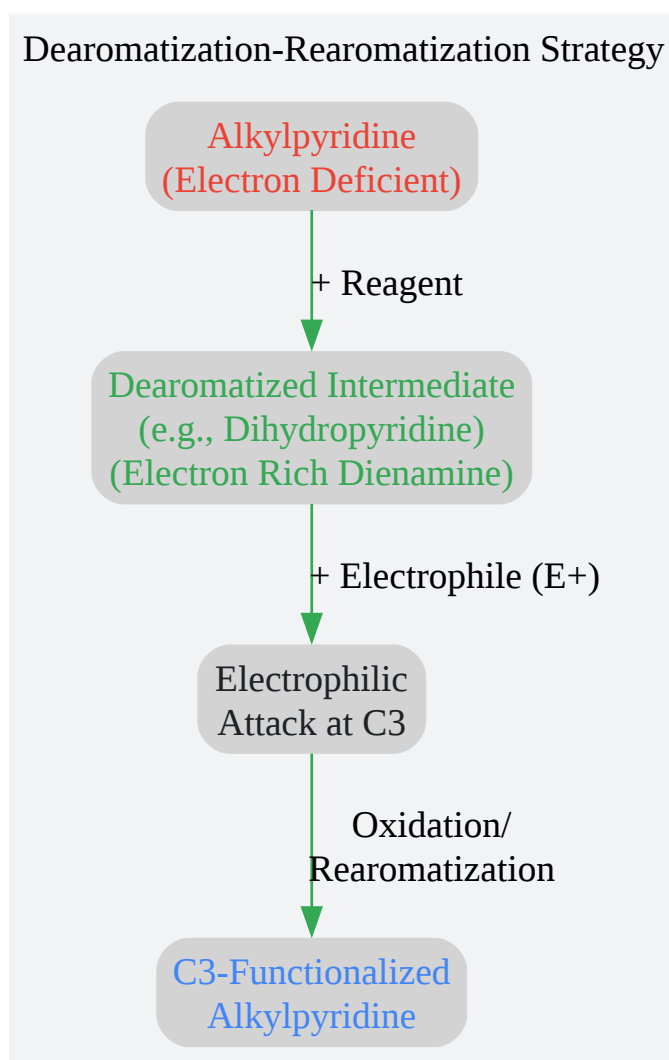 Dearomatization-Rearomatization Strategy
Alkylpyridine
(Electron Deficient)
+ Reagent
Dearomatized Intermediate
(e.g., Dihydropyridine)
(Electron Rich Dienamine)
+ Electrophile (E+)
Electrophilic
Attack at C3
Oxidation/
Rearomatization
C3-Functionalized
Alkylpyridine